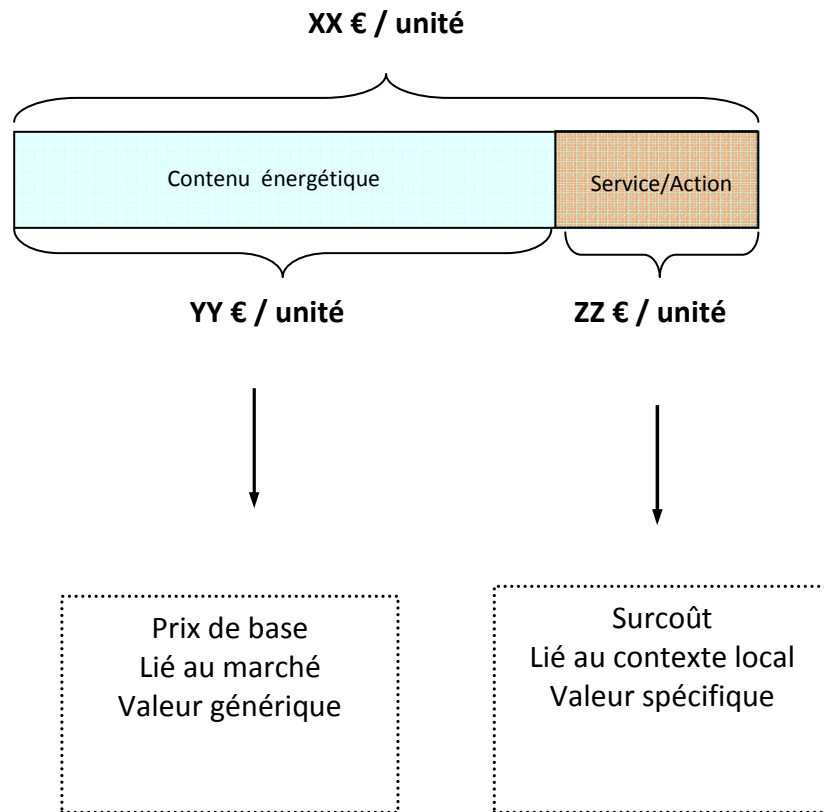 XX € / unité
Contenu énergétique
Service/Action
YY € / unité
ZZ € / unité
Prix de base
Lié au marché
Valeur générique
Surcoût
Lié au contexte local
Valeur spécifique